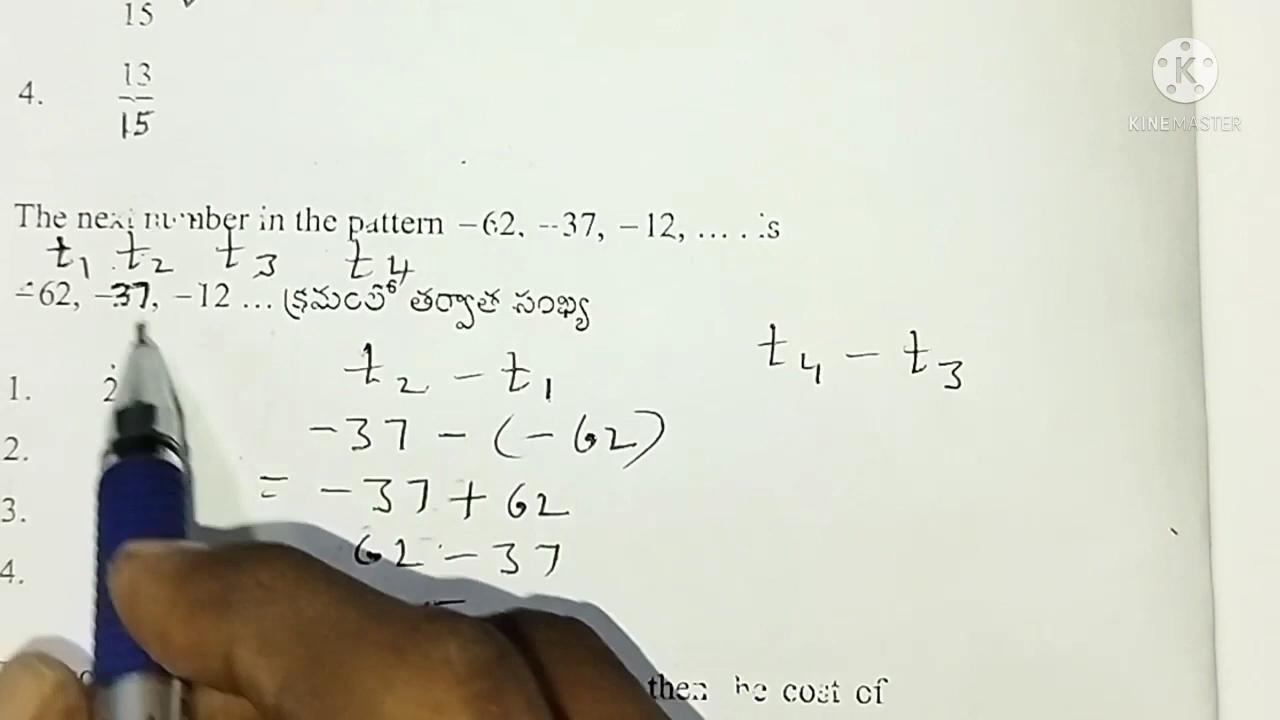 15
4. 13
15
KINEMASTER
The next number in the pattern –62, –37, –12, .... is
t1 t2 t3 t4
–62, –37, –12 ... క్రమంలో తర్వాత సంఖ్య
t4 – t3
t2 – t1
1. 2
–37 – (–62)
2.
= –37 + 62
3.
62 – 37
4.
then the cost of